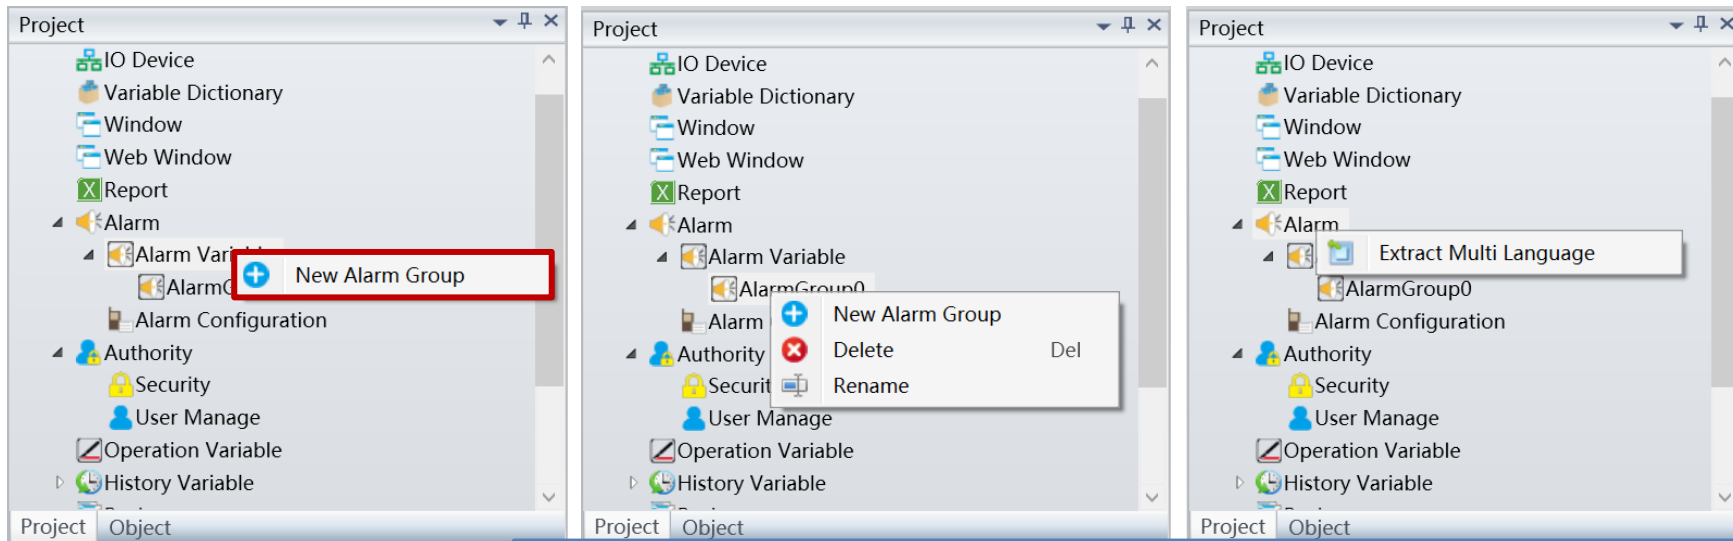 Project
IO Device
Variable Dictionary
Window
Web Window
Report
Alarm
Alarm
New Alarm Group
Alarm Configuration
Authority
Security
User Manage
Operation Variable
History Variable
Project Object
Project
IO Device
Variable Dictionary
Window
Web Window
Report
Alarm
Alarm Variable
AlarmGroup0
New Alarm Group
Alarm
Delete Del
Authority
Rename
User Manage
Operation Variable
History Variable
Project Object
Project
IO Device
Variable Dictionary
Window
Web Window
Report
Alarm
Extract Multi Language
AlarmGroup0
Alarm Configuration
Authority
Security
User Manage
Operation Variable
History Variable
Project Object